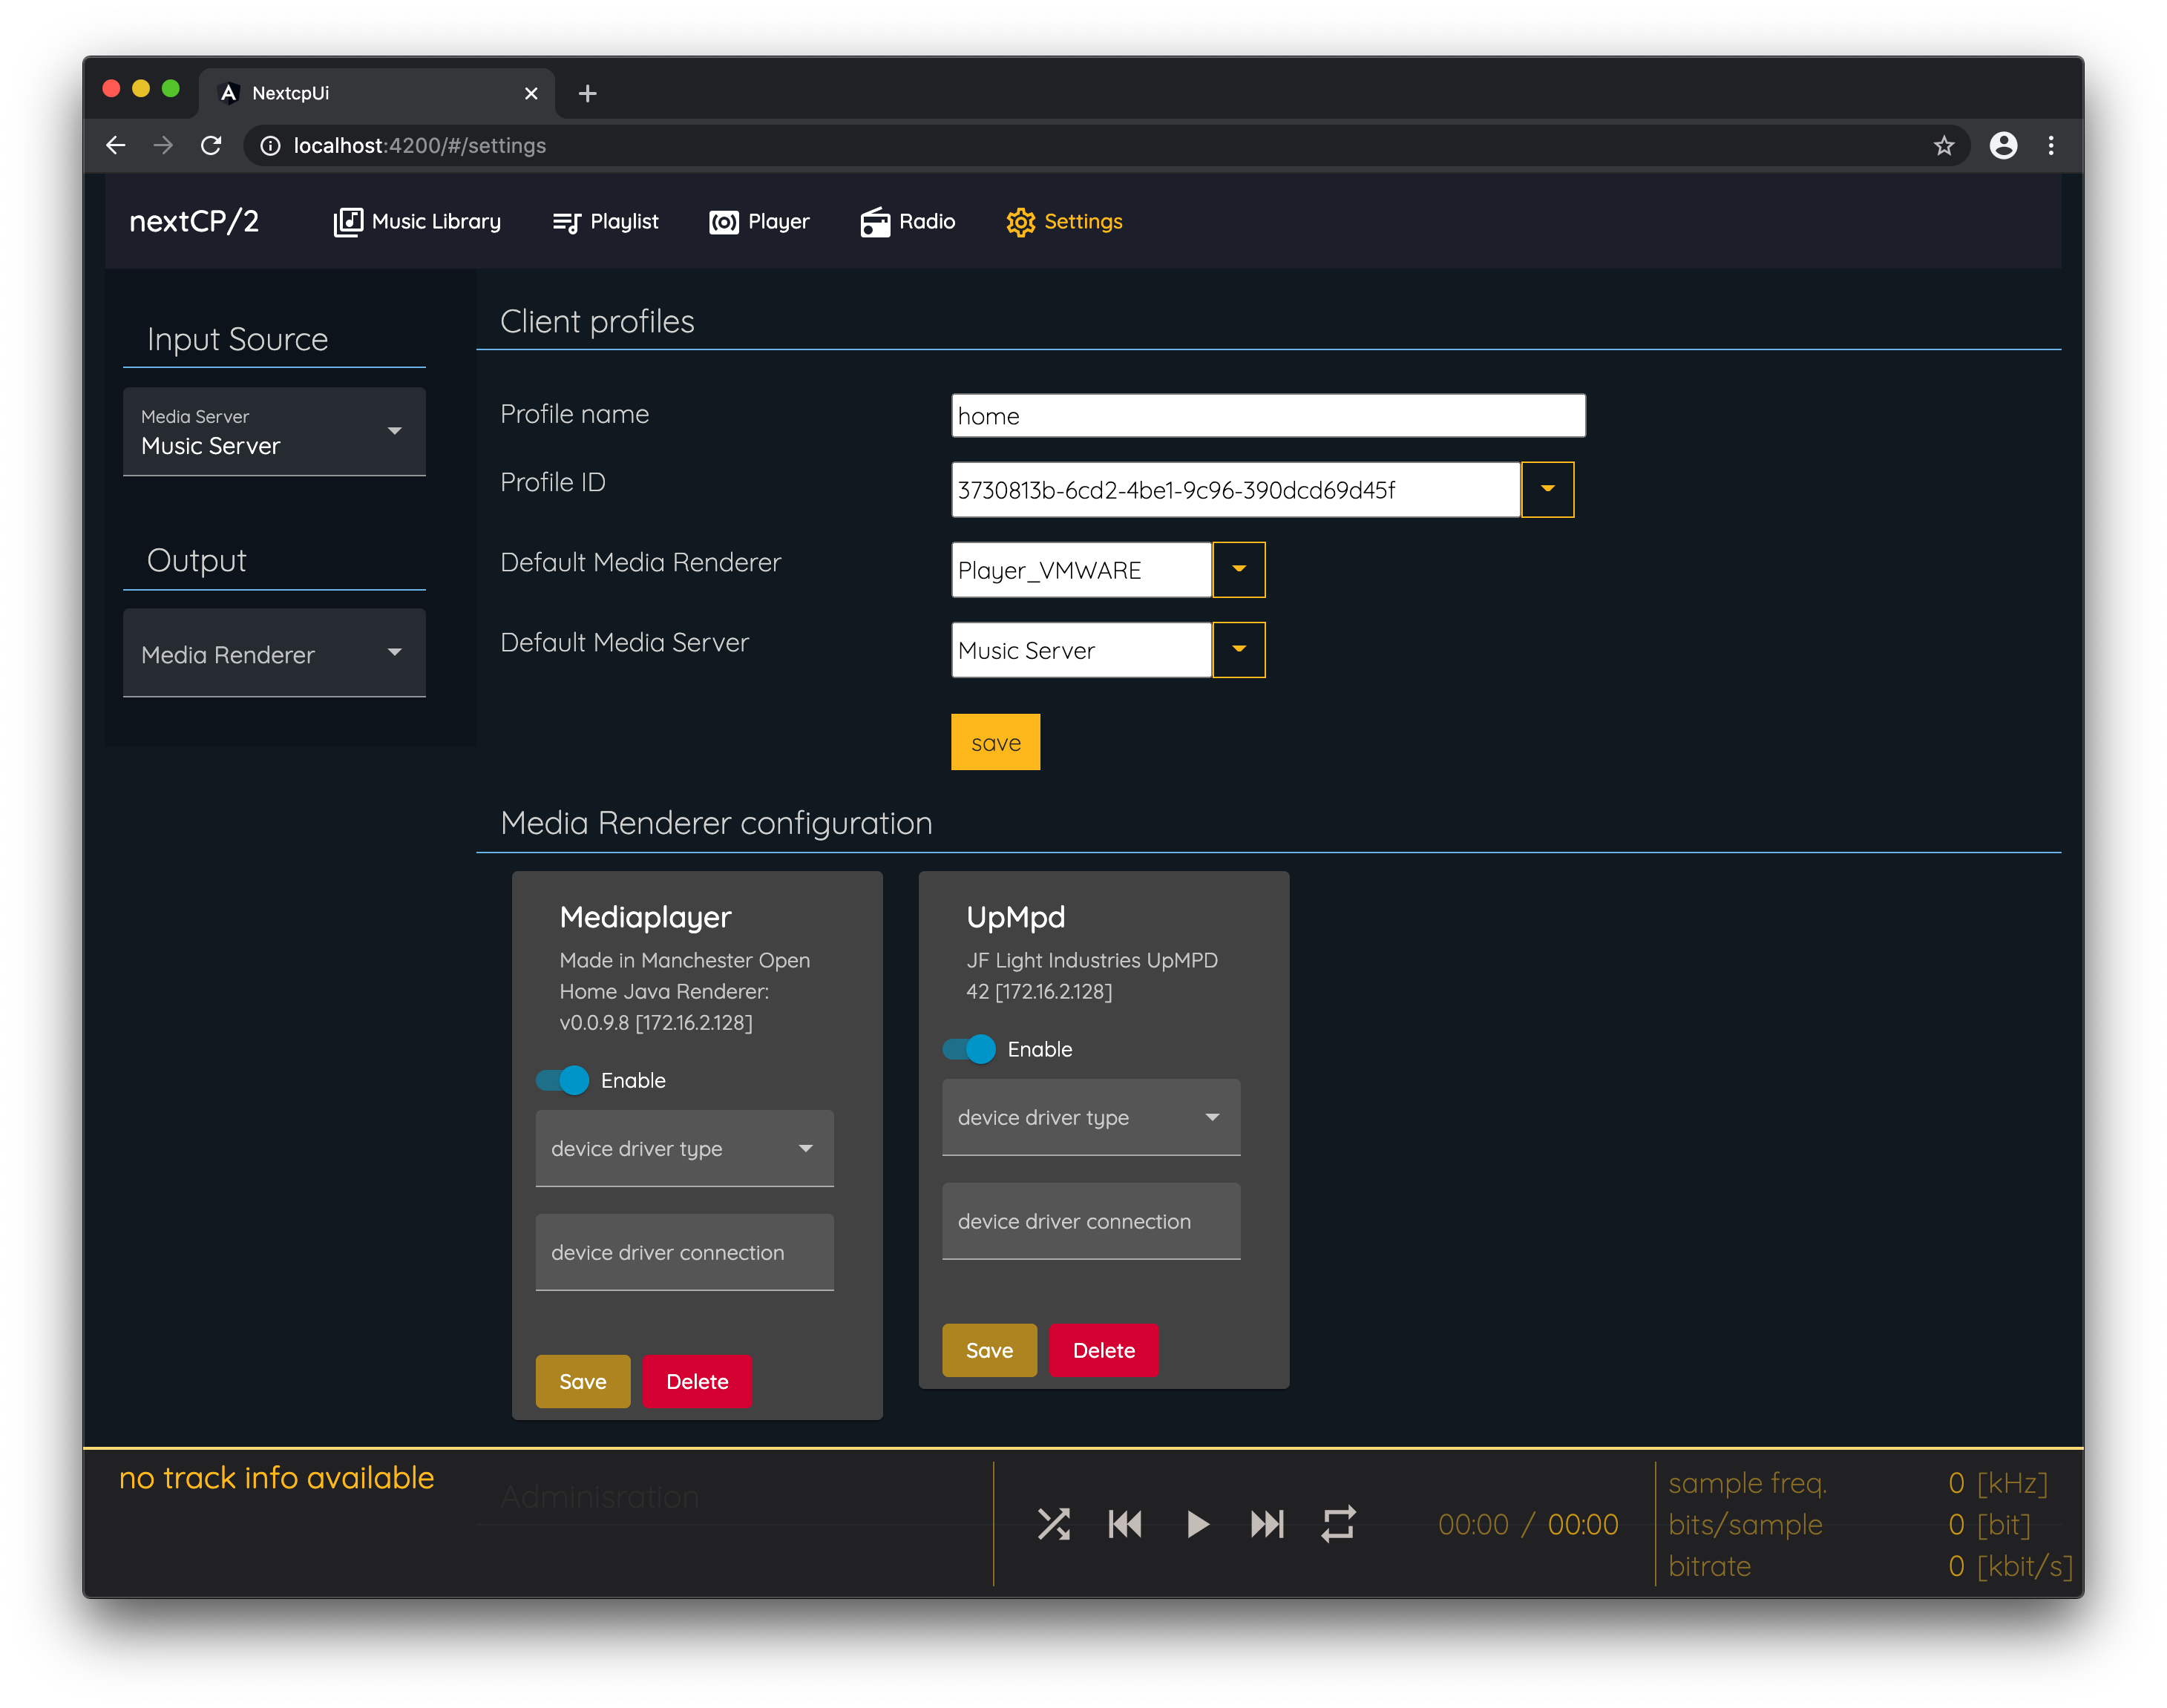 NextcpUi
localhost:4200/#/settings
nextCP/2
Music Library
Playlist
Player
Radio
Settings
Input Source
Media Server
Music Server
Output
Media Renderer
Client profiles
Profile name
home
Profile ID
3730813b-6cd2-4be1-9c96-390dcd69d45f
Default Media Renderer
Player_VMWARE
Default Media Server
Music Server
save
Media Renderer configuration
Mediaplayer
Made in Manchester Open
Home Java Renderer:
v0.0.9.8 [172.16.2.128]
Enable
device driver type
device driver connection
Save
Delete
UpMpd
JF Light Industries UpMPD
42 [172.16.2.128]
Enable
device driver type
device driver connection
Save
Delete
no track info available
Adminisration
00:00 / 00:00
sample freq. 0 [kHz]
bits/sample 0 [bit]
bitrate 0 [kbit/s]